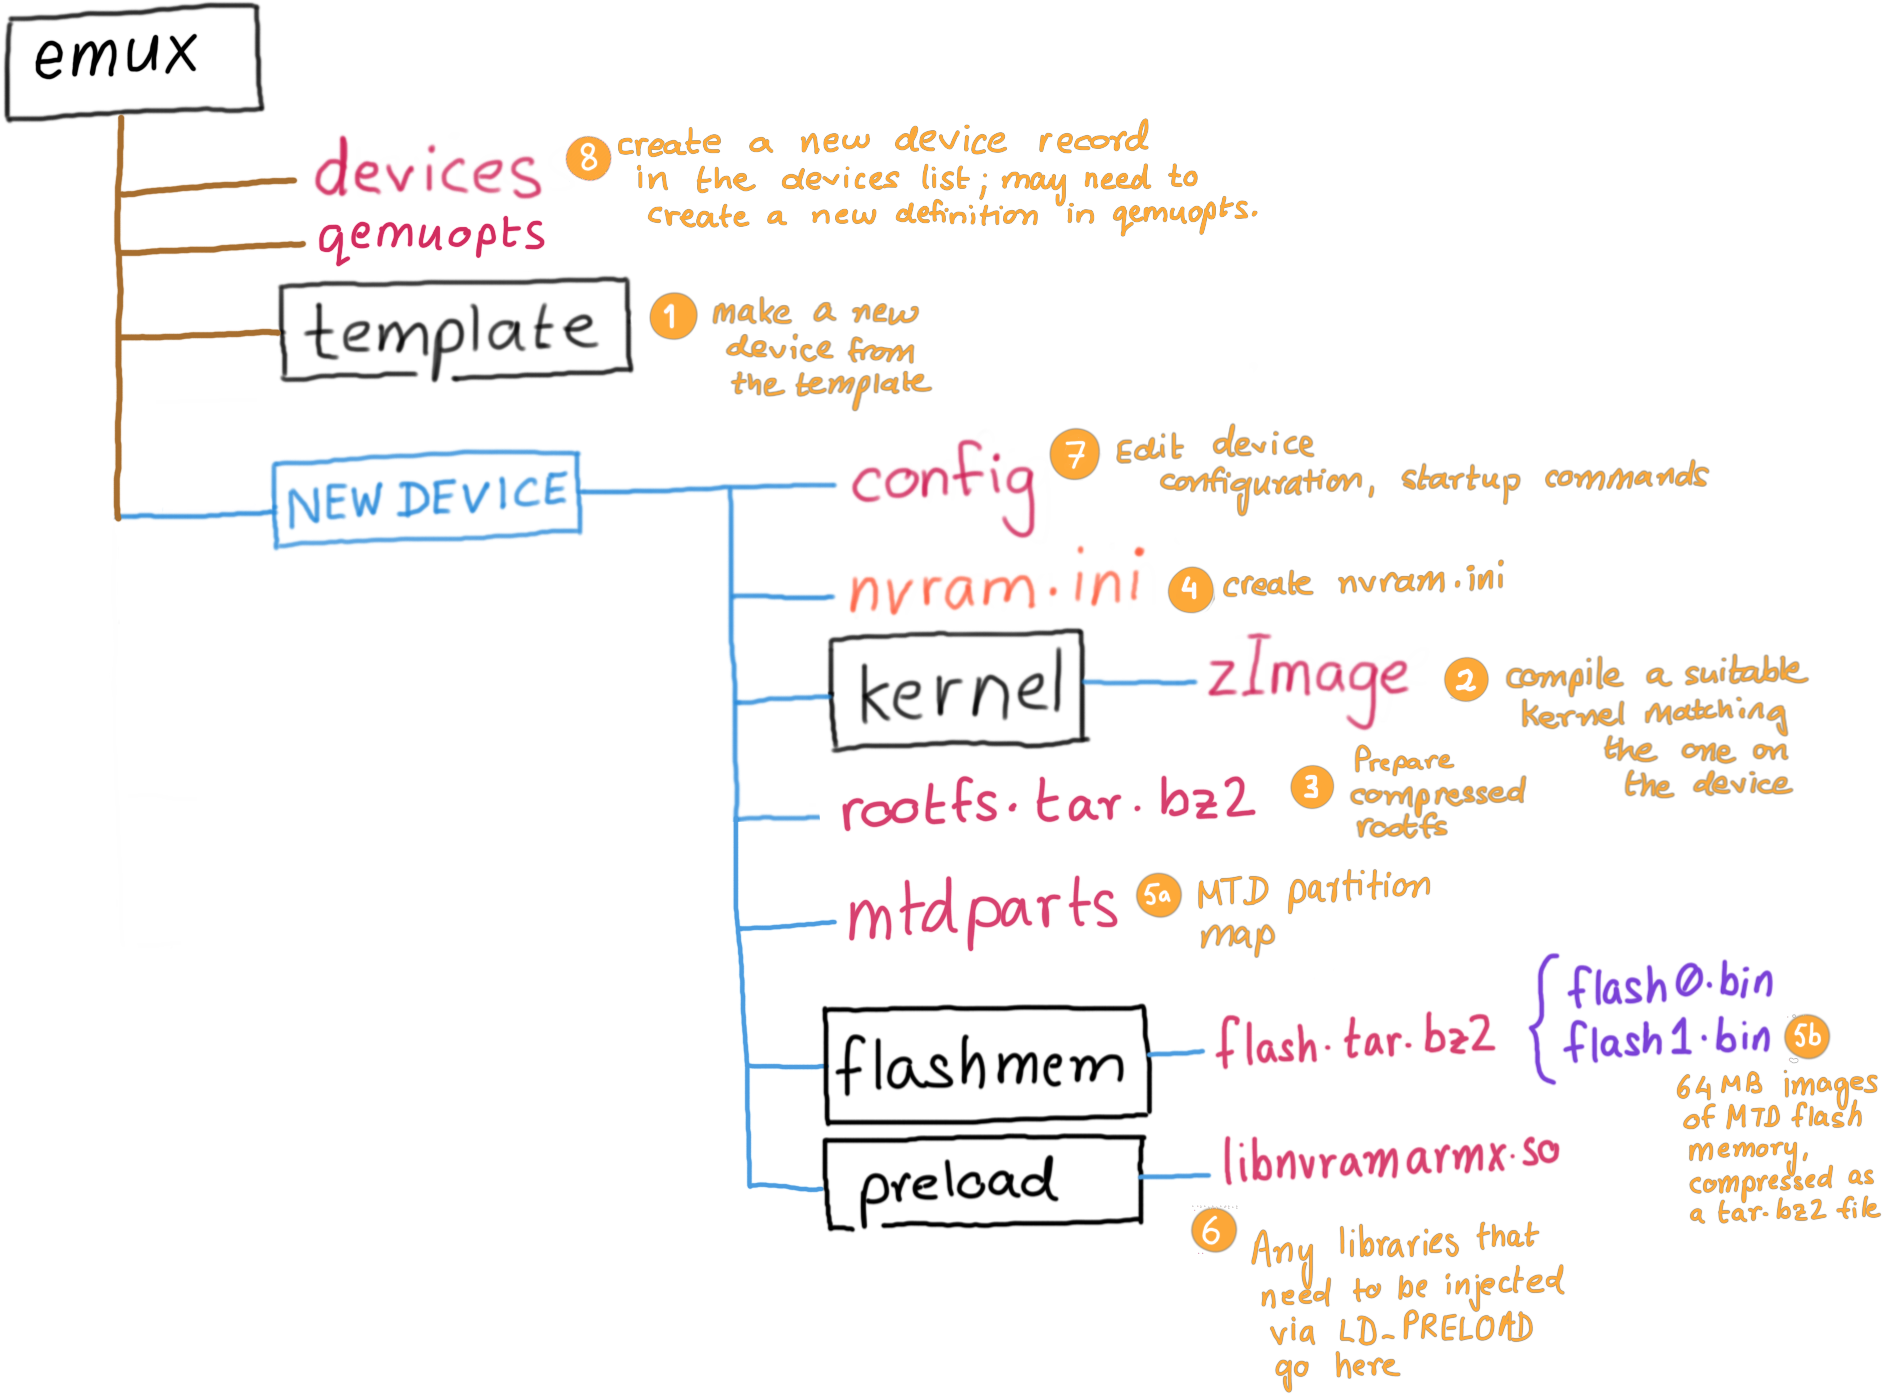 emux
devices
8
create a new device record
in the devices list; may need to
create a new definition in qemuopts.
qemuopts
template
1
make a new
device from
the template
NEW DEVICE
config
7
Edit device
configuration, startup commands
nvram.ini
4
create nvram.ini
kernel
zImage
2
compile a suitable
kernel matching
the one on
the device
rootfs.tar.bz2
3
Prepare
compressed
rootfs
mtdparts
5a
MTD partition
map
flashmem
flash.tar.bz2
flash0.bin
flash1.bin
5b
64 MB images
of MTD flash
memory,
compressed as
a tar.bz2 file
preload
libnvramarmx.so
6
Any libraries that
need to be injected
via LD_PRELOAD
go here